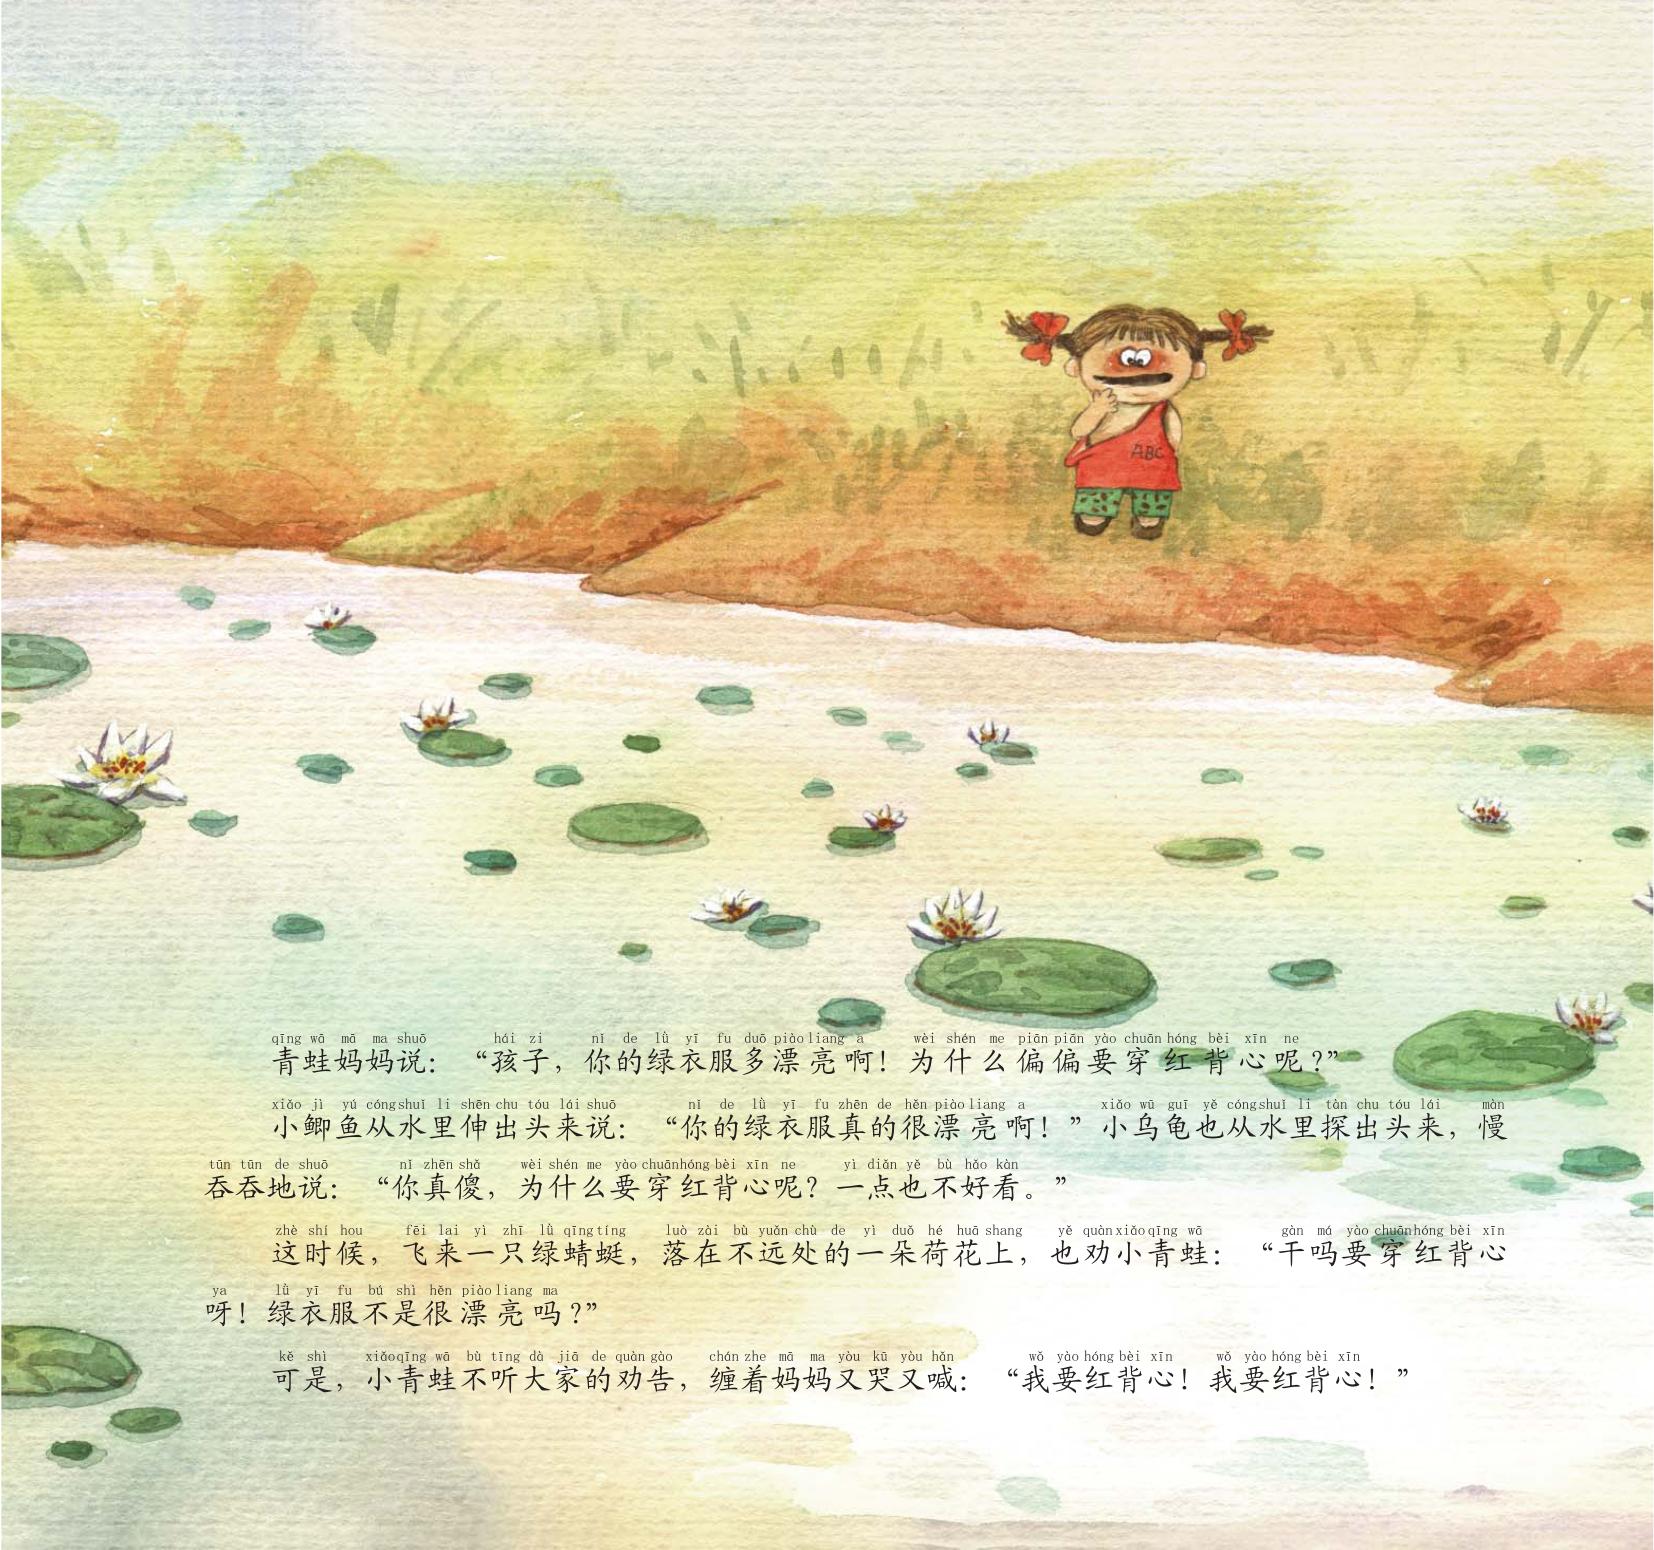 ABC
qīng wā mā ma shuō hái zi nǐ de lǜ yī fu duō piào liang a wèi shén me piān piān yào chuān hóng bèi xīn ne
青蛙妈妈说：“孩子，你的绿衣服多漂亮啊！为什么偏偏要穿红背心呢？”
xiǎo jì yú cóng shuǐ li shēn chu tóu lái shuō nǐ de lǜ yī fu zhēn de hěn piào liang a xiǎo wū guī yě cóng shuǐ li tàn chu tóu lái màn
小鲫鱼从水里伸出头来说：“你的绿衣服真的很漂亮啊！”小乌龟也从水里探出头来，慢
tūn tūn de shuō nǐ zhēn shǎ wèi shén me yào chuān hóng bèi xīn ne yì diǎn yě bù hǎo kàn
吞吞地说：“你真傻，为什么要穿红背心呢？一点也不好看。”
zhè shí hou fēi lai yì zhī lǜ qīng tíng luò zài bù yuǎn chù de yì duǒ hé huā shang yě quàn xiǎo qīng wā gàn má yào chuān hóng bèi xīn
这时候，飞来一只绿蜻蜓，落在不远处的一朵荷花上，也劝小青蛙：“干吗要穿红背心
ya lǜ yī fu bú shì hěn piào liang ma
呀！绿衣服不是很漂亮吗？”
kě shì xiǎo qīng wā bù tīng dà jiā de quàn gào chán zhe mā ma yòu kū yòu hǎn wǒ yào hóng bèi xīn wǒ yào hóng bèi xīn
可是，小青蛙不听大家的劝告，缠着妈妈又哭又喊：“我要红背心！我要红背心！”